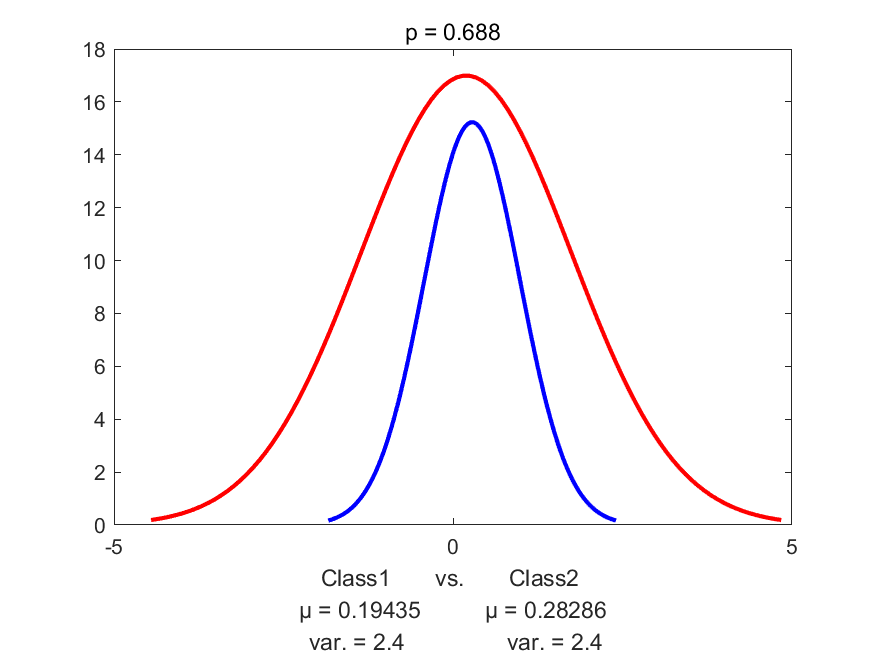 p = 0.688
18
16
14
12
10
8
6
4
2
0
-5 0 5
Class1 vs. Class2
μ = 0.19435 μ = 0.28286
var. = 2.4 var. = 2.4